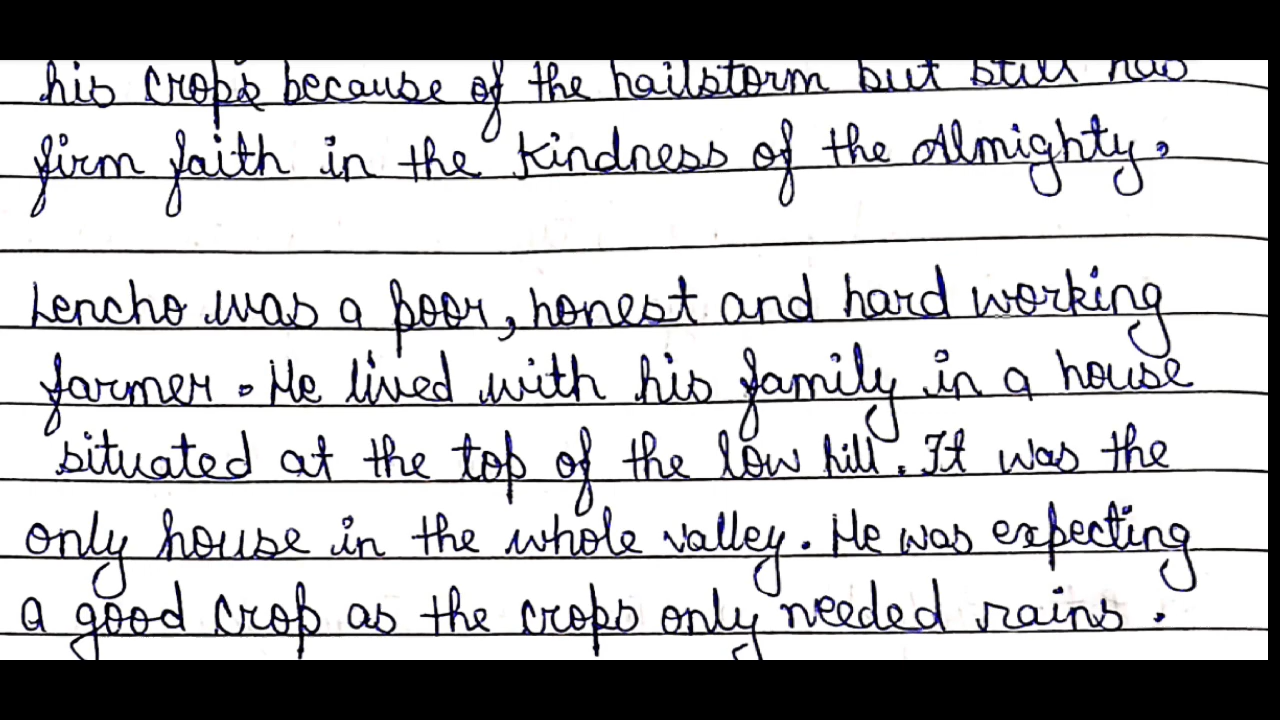 his crops because of the hailstorm but still has
firm faith in the kindness of the Almighty.
Lencho was a poor, honest and hard working
farmer. He lived with his family in a house
situated at the top of the low hill. It was the
only house in the whole valley. He was expecting
a good crop as the crops only needed rains.